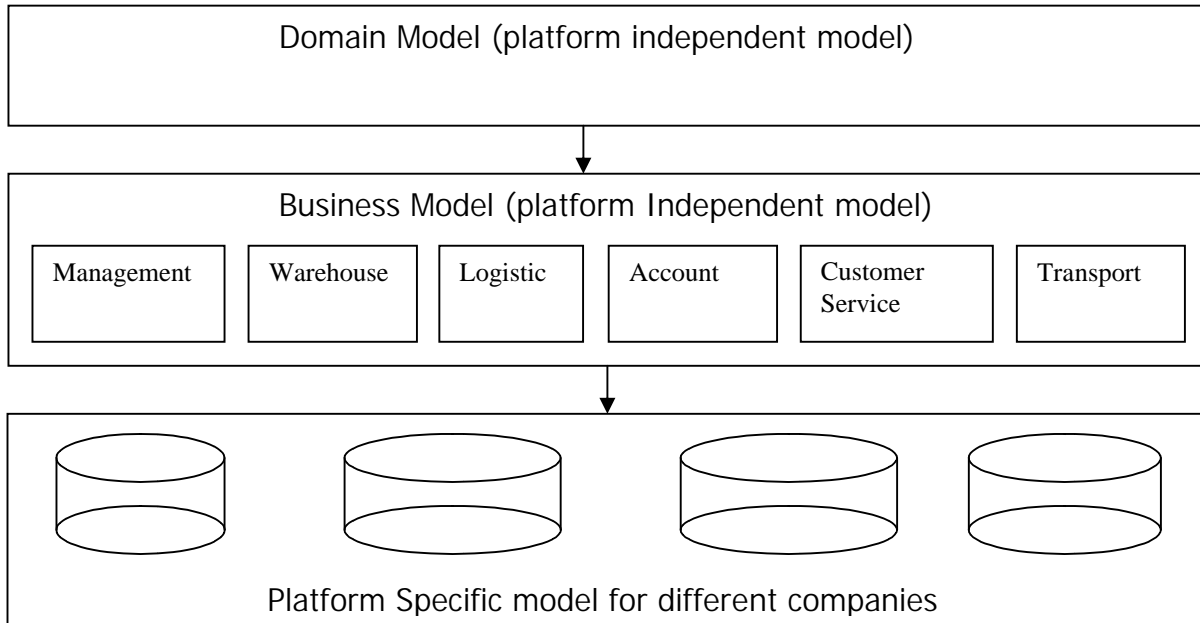 Domain Model (platform independent model)
Business Model (platform Independent model)
Management
Warehouse
Logistic
Account
Customer
Service
Transport
Platform Specific model for different companies